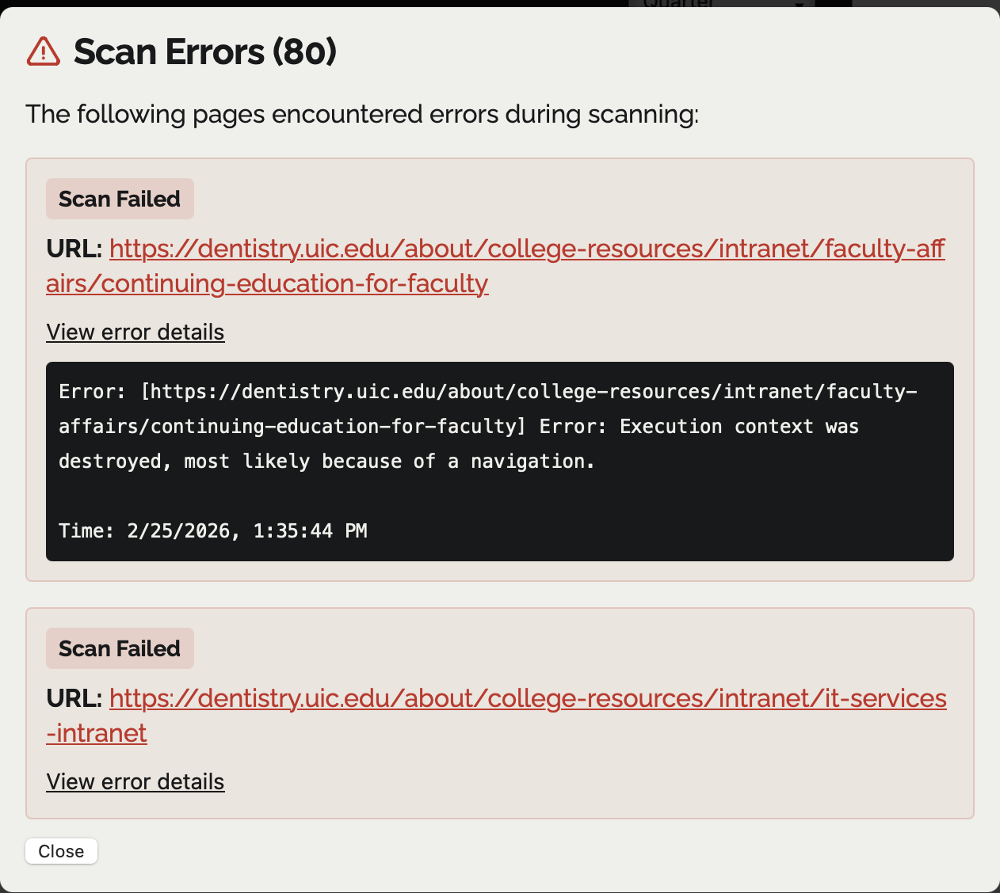 Quarter
Scan Errors (80)
The following pages encountered errors during scanning:
Scan Failed
URL: https://dentistry.uic.edu/about/college-resources/intranet/faculty-aff
airs/continuing-education-for-faculty
View error details
Error: [https://dentistry.uic.edu/about/college-resources/intranet/faculty-
affairs/continuing-education-for-faculty] Error: Execution context was
destroyed, most likely because of a navigation.
Time: 2/25/2026, 1:35:44 PM
Scan Failed
URL: https://dentistry.uic.edu/about/college-resources/intranet/it-services
-intranet
View error details
Close